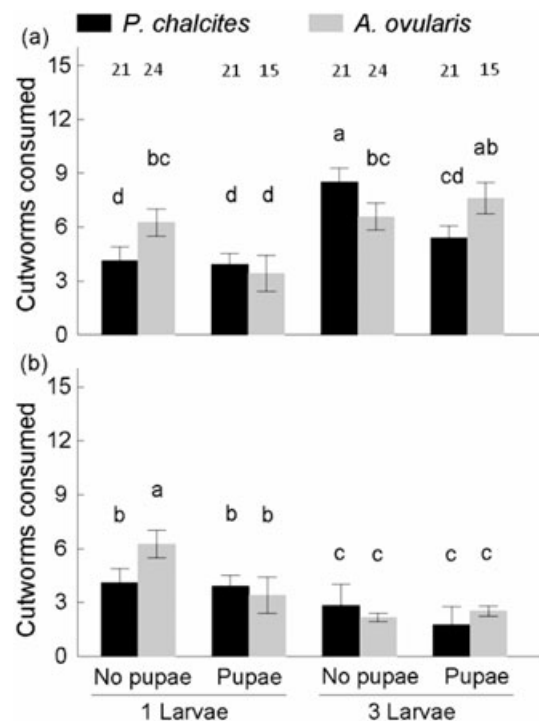 P. chalcites A. ovularis
(a)
Cutworms consumed
15
12
9
6
3
0
21 24 21 15 21 24 21 15
d bc d d a bc cd ab
(b)
Cutworms consumed
15
12
9
6
3
0
b a b b c c c c
No pupae Pupae No pupae Pupae
1 Larvae 3 Larvae